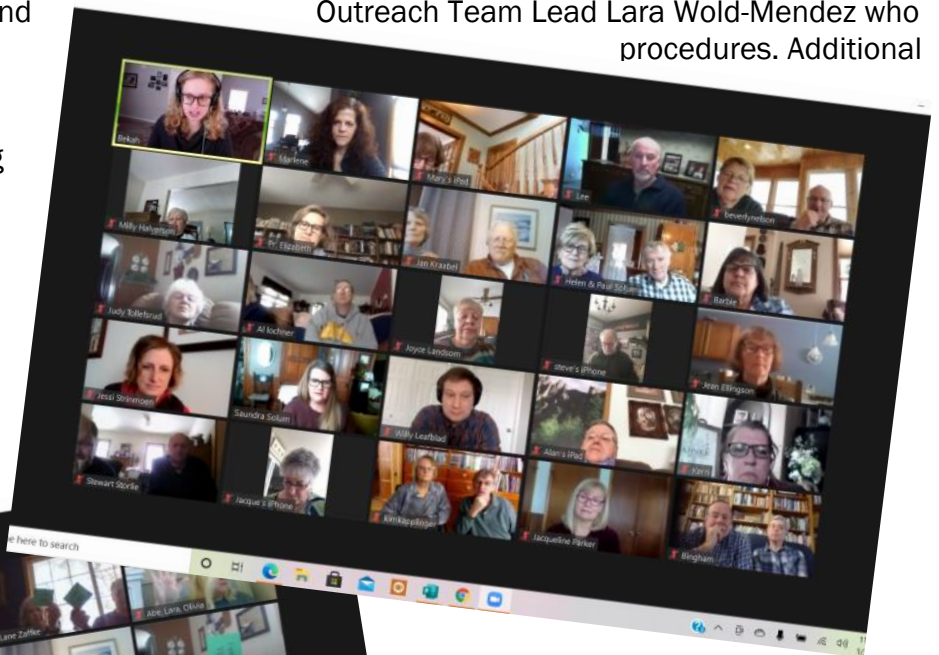 nd
Outreach Team Lead Lara Wold-Mendez who
procedures. Additional
g
Bekah
Marlene
Mary's iPad
Lee
beverlynelson
Milly Halverson
Pr. Elizabeth
Jan Kraabel
Helen & Paul
Barbie
Judy Tollefsrud
Al lochner
Joyce Landsom
steve's iPhone
Jean Ellingson
Jessi Strinmoen
Saundra Solum
Willy Leafblad
Alan's iPad
Kerri
Stewart Storlie
Jacque's iPhone
kimkapplinger
Jacqueline Parker
Bingham
e here to search
Lane Zaffke
Abe, Lara, Olivia